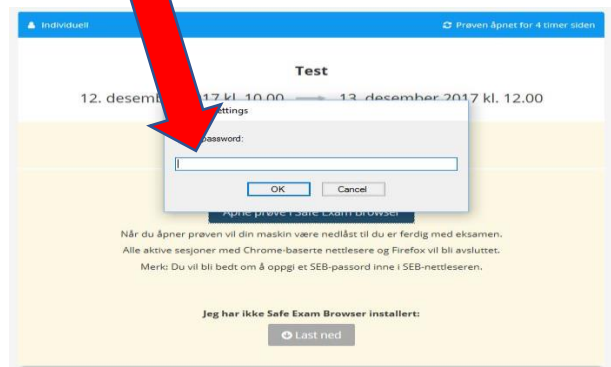 Individuell
Prøven åpnet for 4 timer siden
Test
12. desemb 17 kl. 10.00 — 13. desember 2017 kl. 12.00
ettings
password:
OK
Cancel
Åpne prøve i Safe Exam Browser
Når du åpner prøven vil din maskin være nedlåst til du er ferdig med eksamen.
Alle aktive sesjoner med Chrome-baserte nettlesere og Firefox vil bli avsluttet.
Merk: Du vil bli bedt om å oppgi et SEB-passord inne i SEB-nettleseren.
Jeg har ikke Safe Exam Browser installert:
Last ned